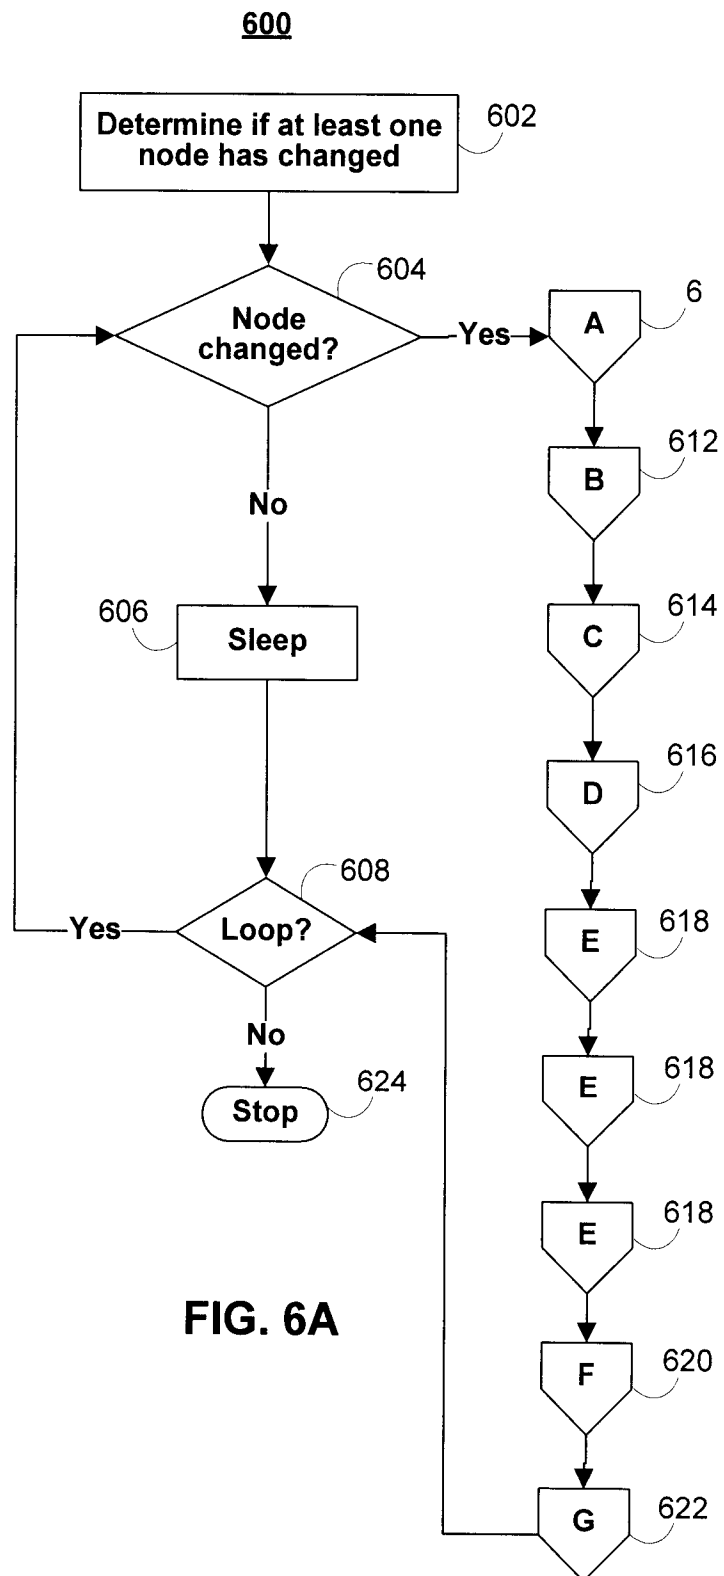 600
Determine if at least one
node has changed
602
604
Node
changed?
Yes
A
6
B
612
No
C
614
606
Sleep
D
616
608
Loop?
Yes
E
618
No
Stop
624
E
618
E
618
FIG. 6A
F
620
G
622